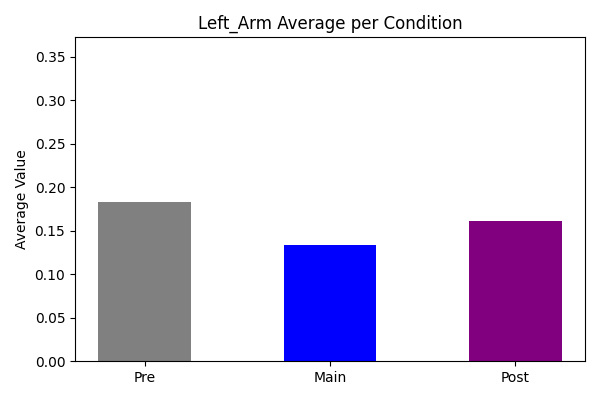 Left_Arm Average per Condition
Average Value
0.35
0.30
0.25
0.20
0.15
0.10
0.05
0.00
Pre
Main
Post